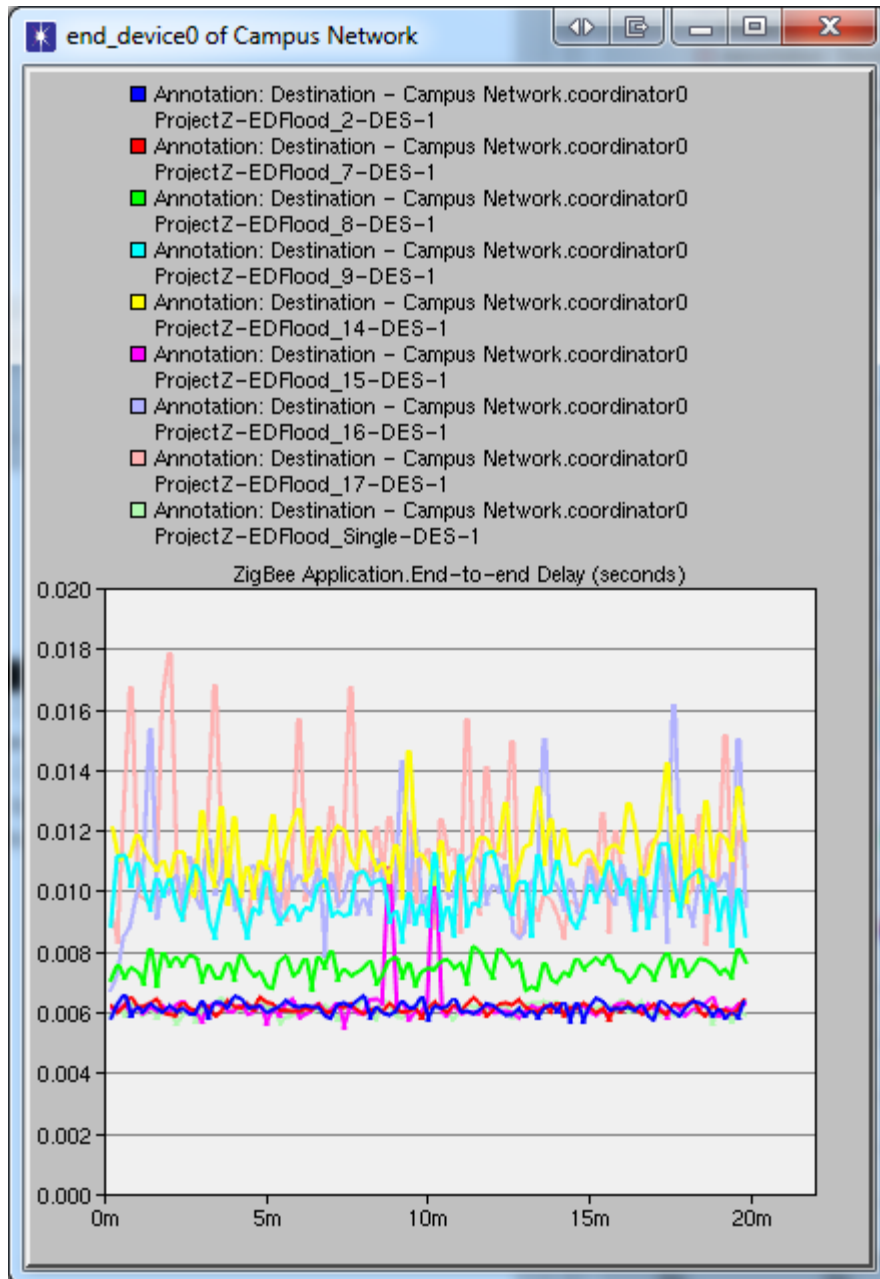 end_device0 of Campus Network
Annotation: Destination - Campus Network.coordinator0
ProjectZ-EDFlood_2-DES-1
Annotation: Destination - Campus Network.coordinator0
ProjectZ-EDFlood_7-DES-1
Annotation: Destination - Campus Network.coordinator0
ProjectZ-EDFlood_8-DES-1
Annotation: Destination - Campus Network.coordinator0
ProjectZ-EDFlood_9-DES-1
Annotation: Destination - Campus Network.coordinator0
ProjectZ-EDFlood_14-DES-1
Annotation: Destination - Campus Network.coordinator0
ProjectZ-EDFlood_15-DES-1
Annotation: Destination - Campus Network.coordinator0
ProjectZ-EDFlood_16-DES-1
Annotation: Destination - Campus Network.coordinator0
ProjectZ-EDFlood_17-DES-1
Annotation: Destination - Campus Network.coordinator0
ProjectZ-EDFlood_Single-DES-1
ZigBee Application.End-to-end Delay (seconds)
0.020
0.018
0.016
0.014
0.012
0.010
0.008
0.006
0.004
0.002
0.000
0m 5m 10m 15m 20m